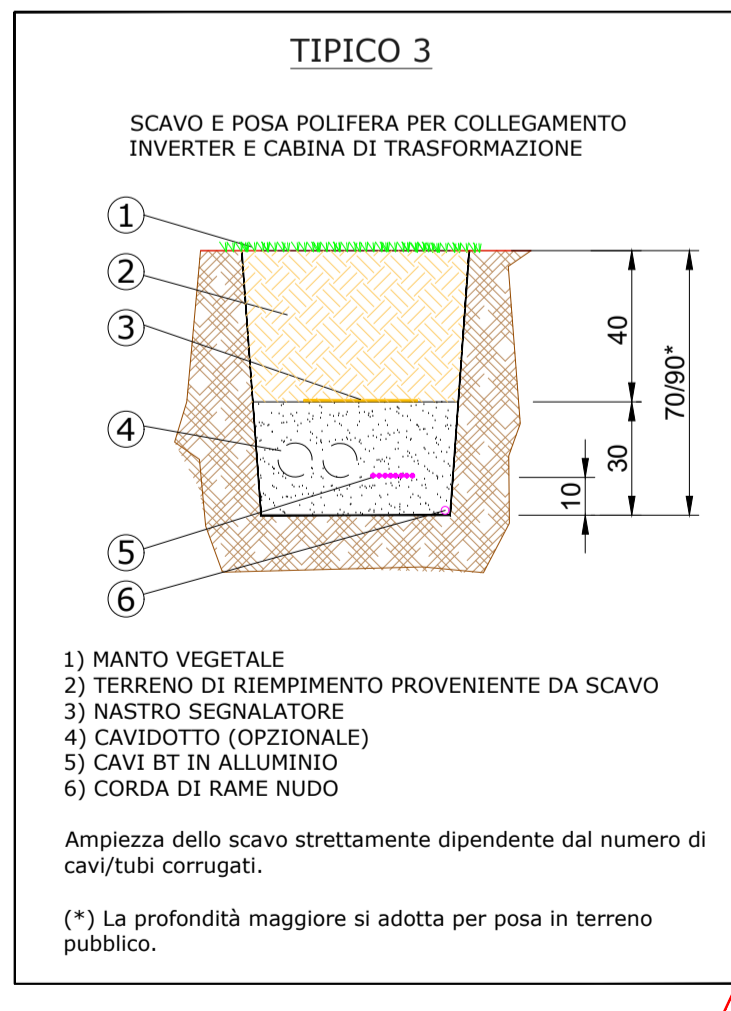 TIPICO 3
SCAVO E POSA POLIFERA PER COLLEGAMENTO
INVERTER E CABINA DI TRASFORMAZIONE
1
2
3
4
5
6
40
30
10
70/90*
1) MANTO VEGETALE
2) TERRENO DI RIEMPIMENTO PROVENIENTE DA SCAVO
3) NASTRO SEGNALATORE
4) CAVIDOTTO (OPZIONALE)
5) CAVI BT IN ALLUMINIO
6) CORDA DI RAME NUDO
Ampiezza dello scavo strettamente dipendente dal numero di
cavi/tubi corrugati.
(*) La profondità maggiore si adotta per posa in terreno
pubblico.